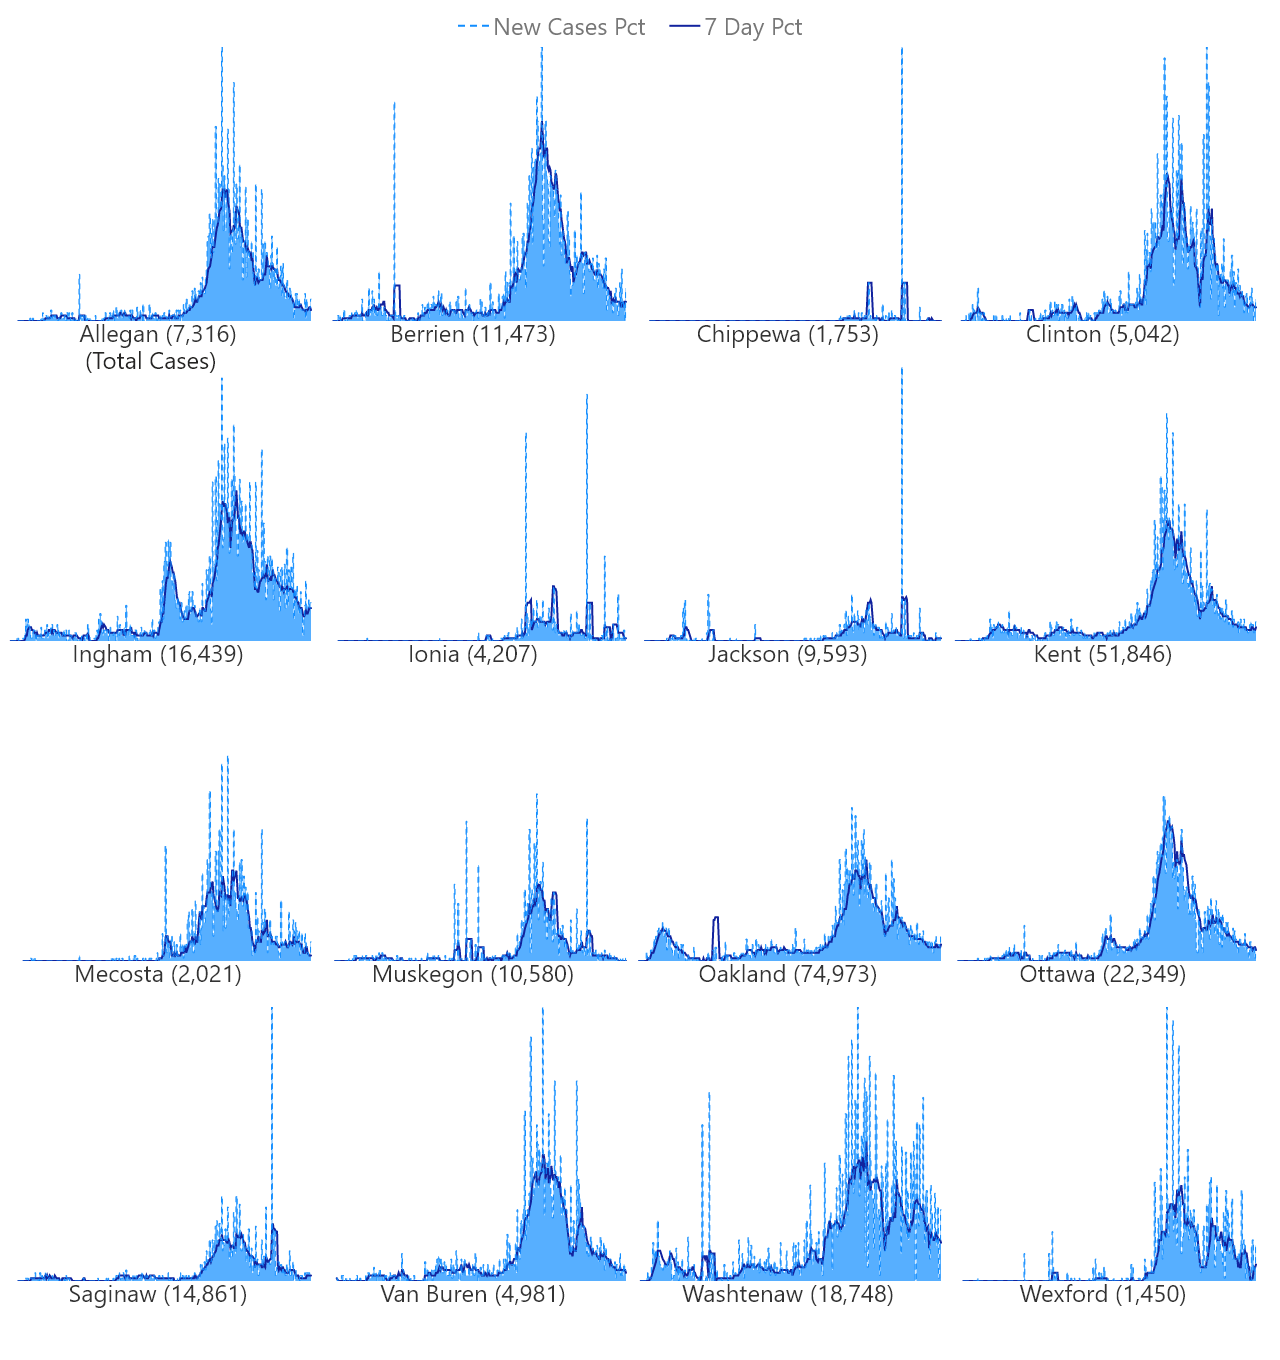 New Cases Pct 7 Day Pct
Allegan (7,316) Berrien (11,473) Chippewa (1,753) Clinton (5,042)
(Total Cases)
Ingham (16,439) Ionia (4,207) Jackson (9,593) Kent (51,846)
Mecosta (2,021) Muskegon (10,580) Oakland (74,973) Ottawa (22,349)
Saginaw (14,861) Van Buren (4,981) Washtenaw (18,748) Wexford (1,450)